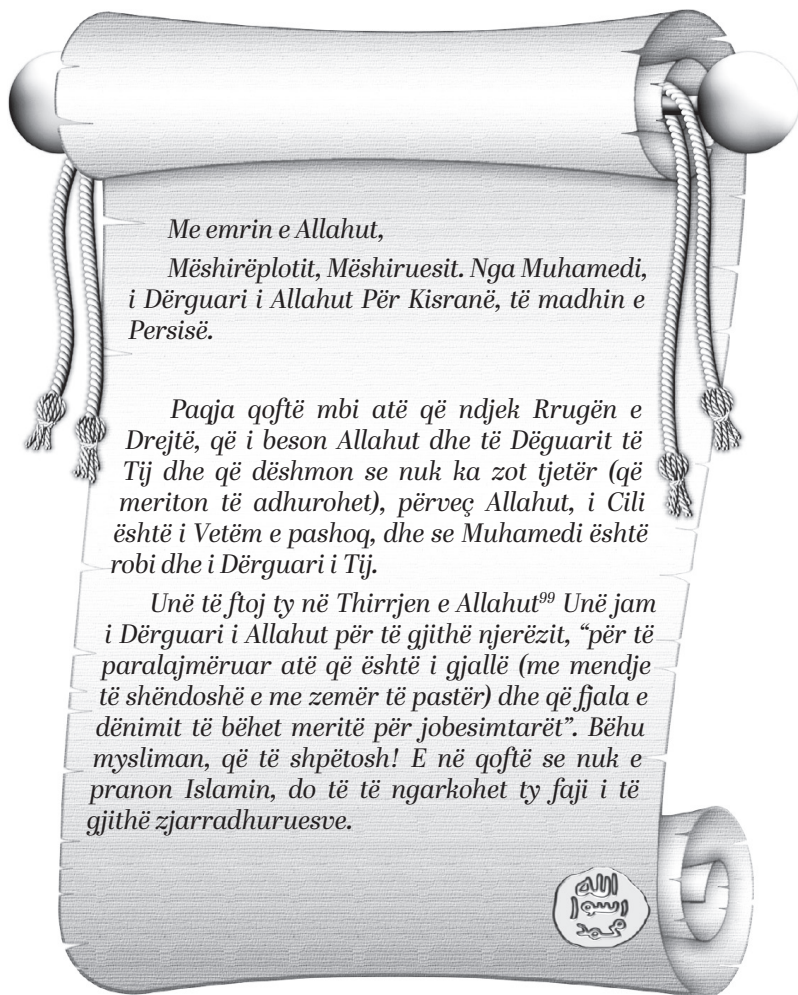 Me emrin e Allahut,
Mëshirëplotit, Mëshiruesit. Nga Muhamedi,
i Dërguari i Allahut Për Kisranë, të madhin e
Persisë.
Paqja qoftë mbi atë që ndjek Rrugën e
Drejtë, që i beson Allahut dhe të Dëguarit të
Tij dhe që dëshmon se nuk ka zot tjetër (që
meriton të adhurohet), përveç Allahut, i Cili
është i Vetëm e pashoq, dhe se Muhamedi është
robi dhe i Dërguari i Tij.
Unë të ftoj ty në Thirrjen e Allahut⁹⁹ Unë jam
i Dërguari i Allahut për të gjithë njerëzit, “për të
paralajmëruar atë që është i gjallë (me mendje
të shëndoshë e me zemër të pastër) dhe që fjala e
dënimit të bëhet meritë për jobesimtarët”. Bëhu
mysliman, që të shpëtosh! E në qoftë se nuk e
pranon Islamin, do të të ngarkohet ty faji i të
gjithë zjarradhuruesve.
الله
رسول
محمد